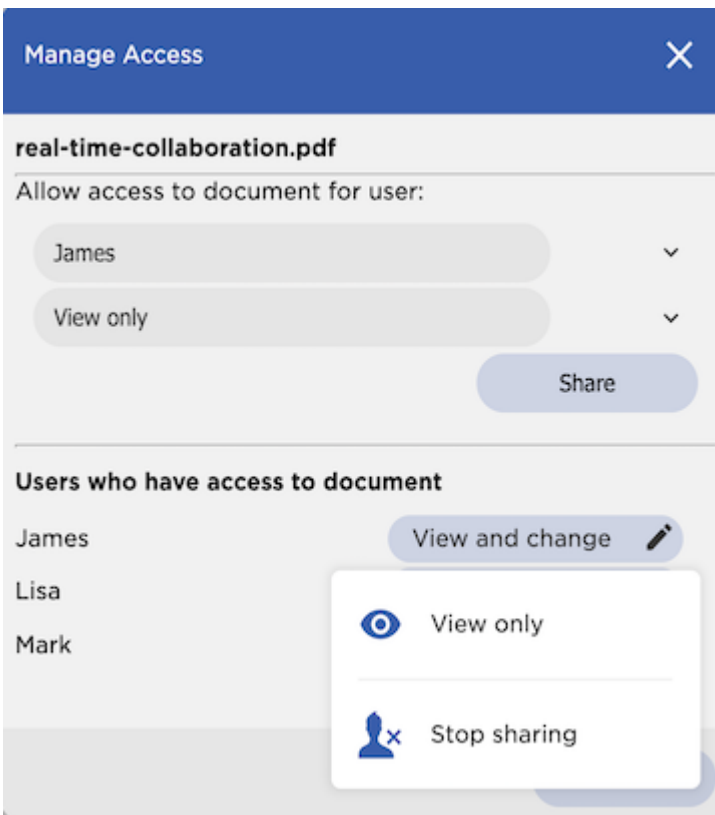 Manage Access
real-time-collaboration.pdf
Allow access to document for user:
James
View only
Share
Users who have access to document
James View and change
Lisa
Mark
View only
Stop sharing